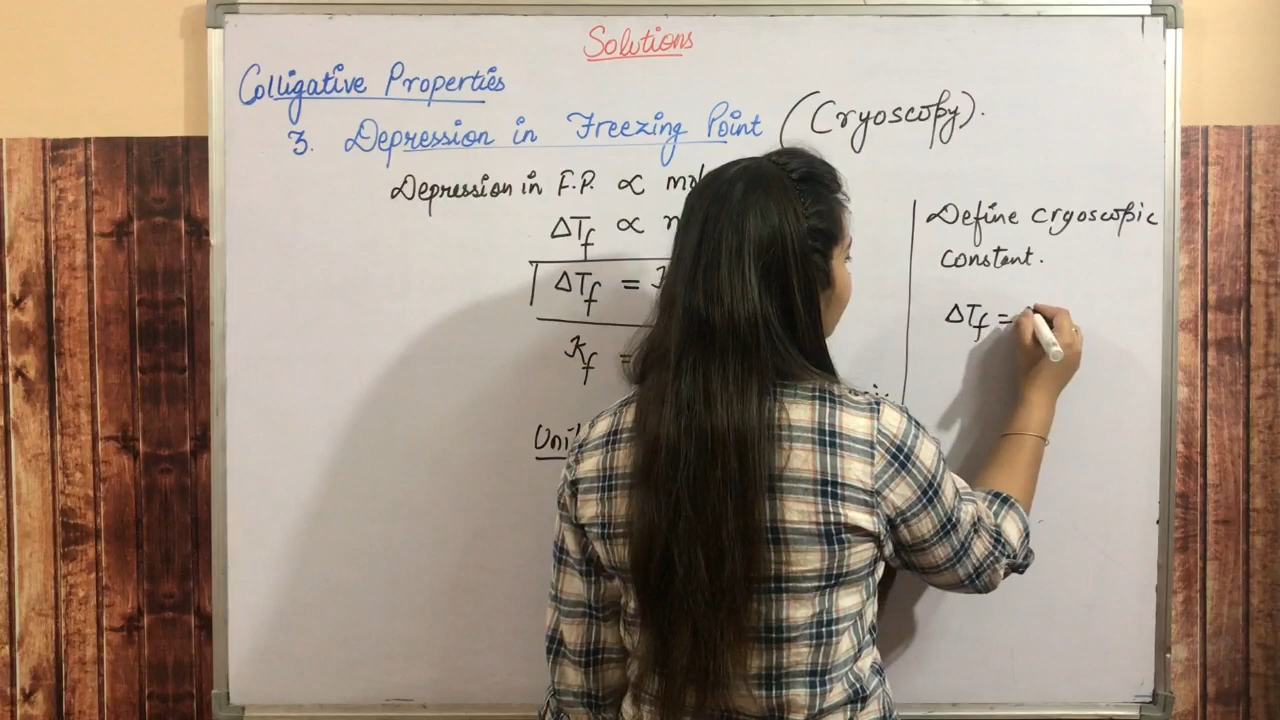 Solutions
Colligative Properties
3. Depression in Freezing Point (Cryoscopy).
Depression in F.P. ∝
ΔTf ∝
ΔTf =
Kf =
Define cryoscopic
constant.
ΔTf =